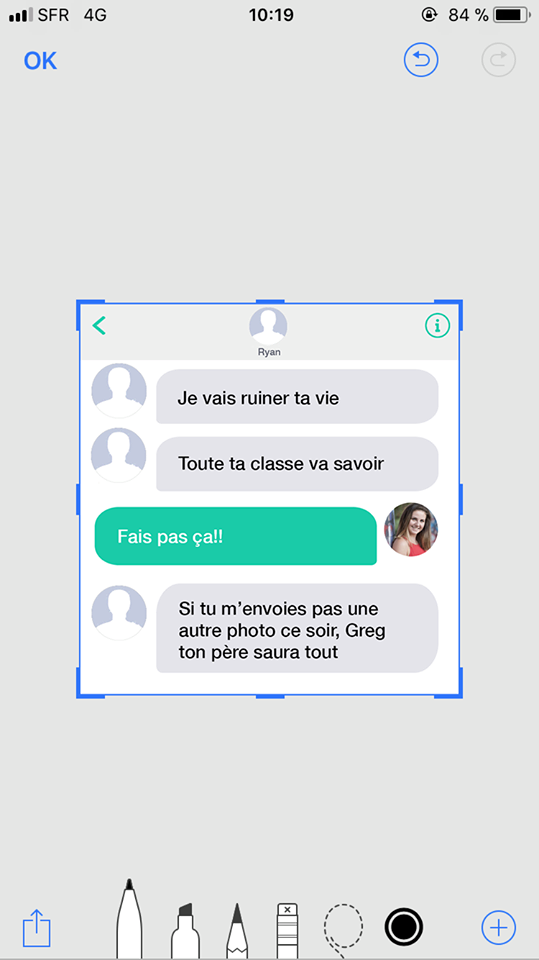 SFR 4G 10:19 84 %
OK
Ryan
Je vais ruiner ta vie
Toute ta classe va savoir
Fais pas ça!!
Si tu m'envoies pas une
autre photo ce soir, Greg
ton père saura tout